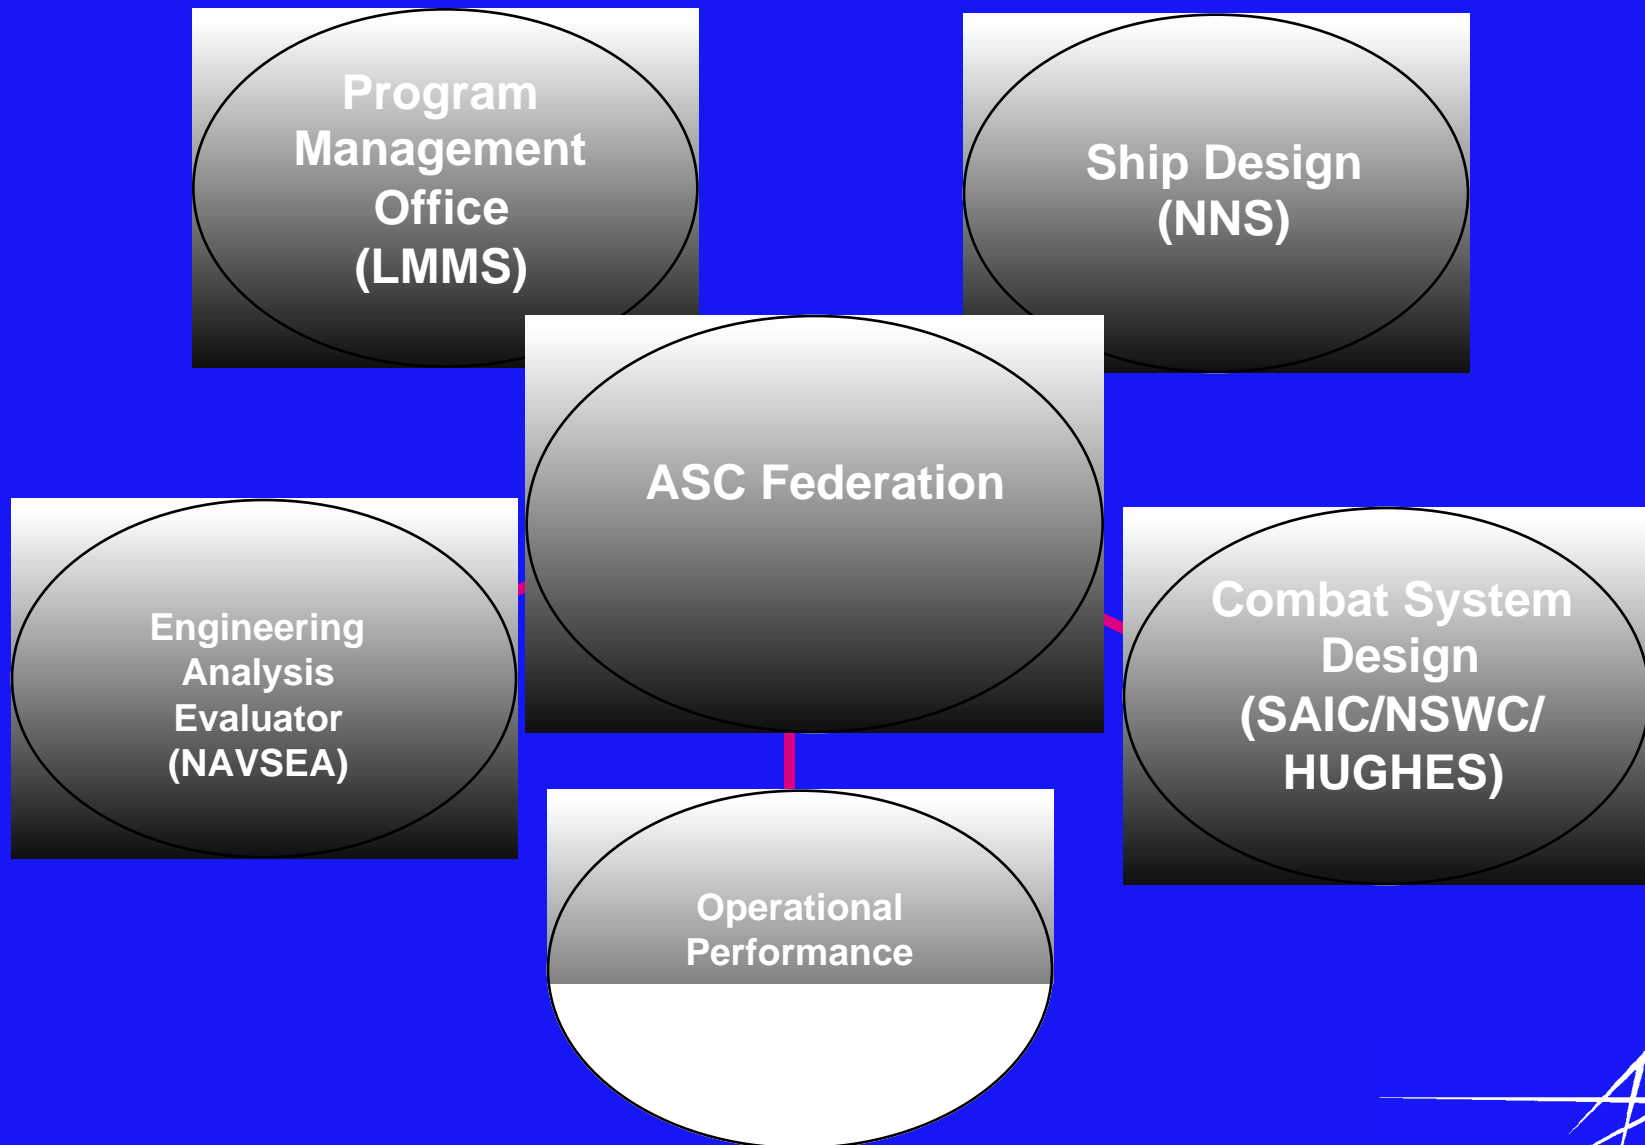 Program
Management
Office
(LMMS)
Ship Design
(NNS)
ASC Federation
Engineering
Analysis
Evaluator
(NAVSEA)
Combat System
Design
(SAIC/NSWC/
HUGHES)
Operational
Performance